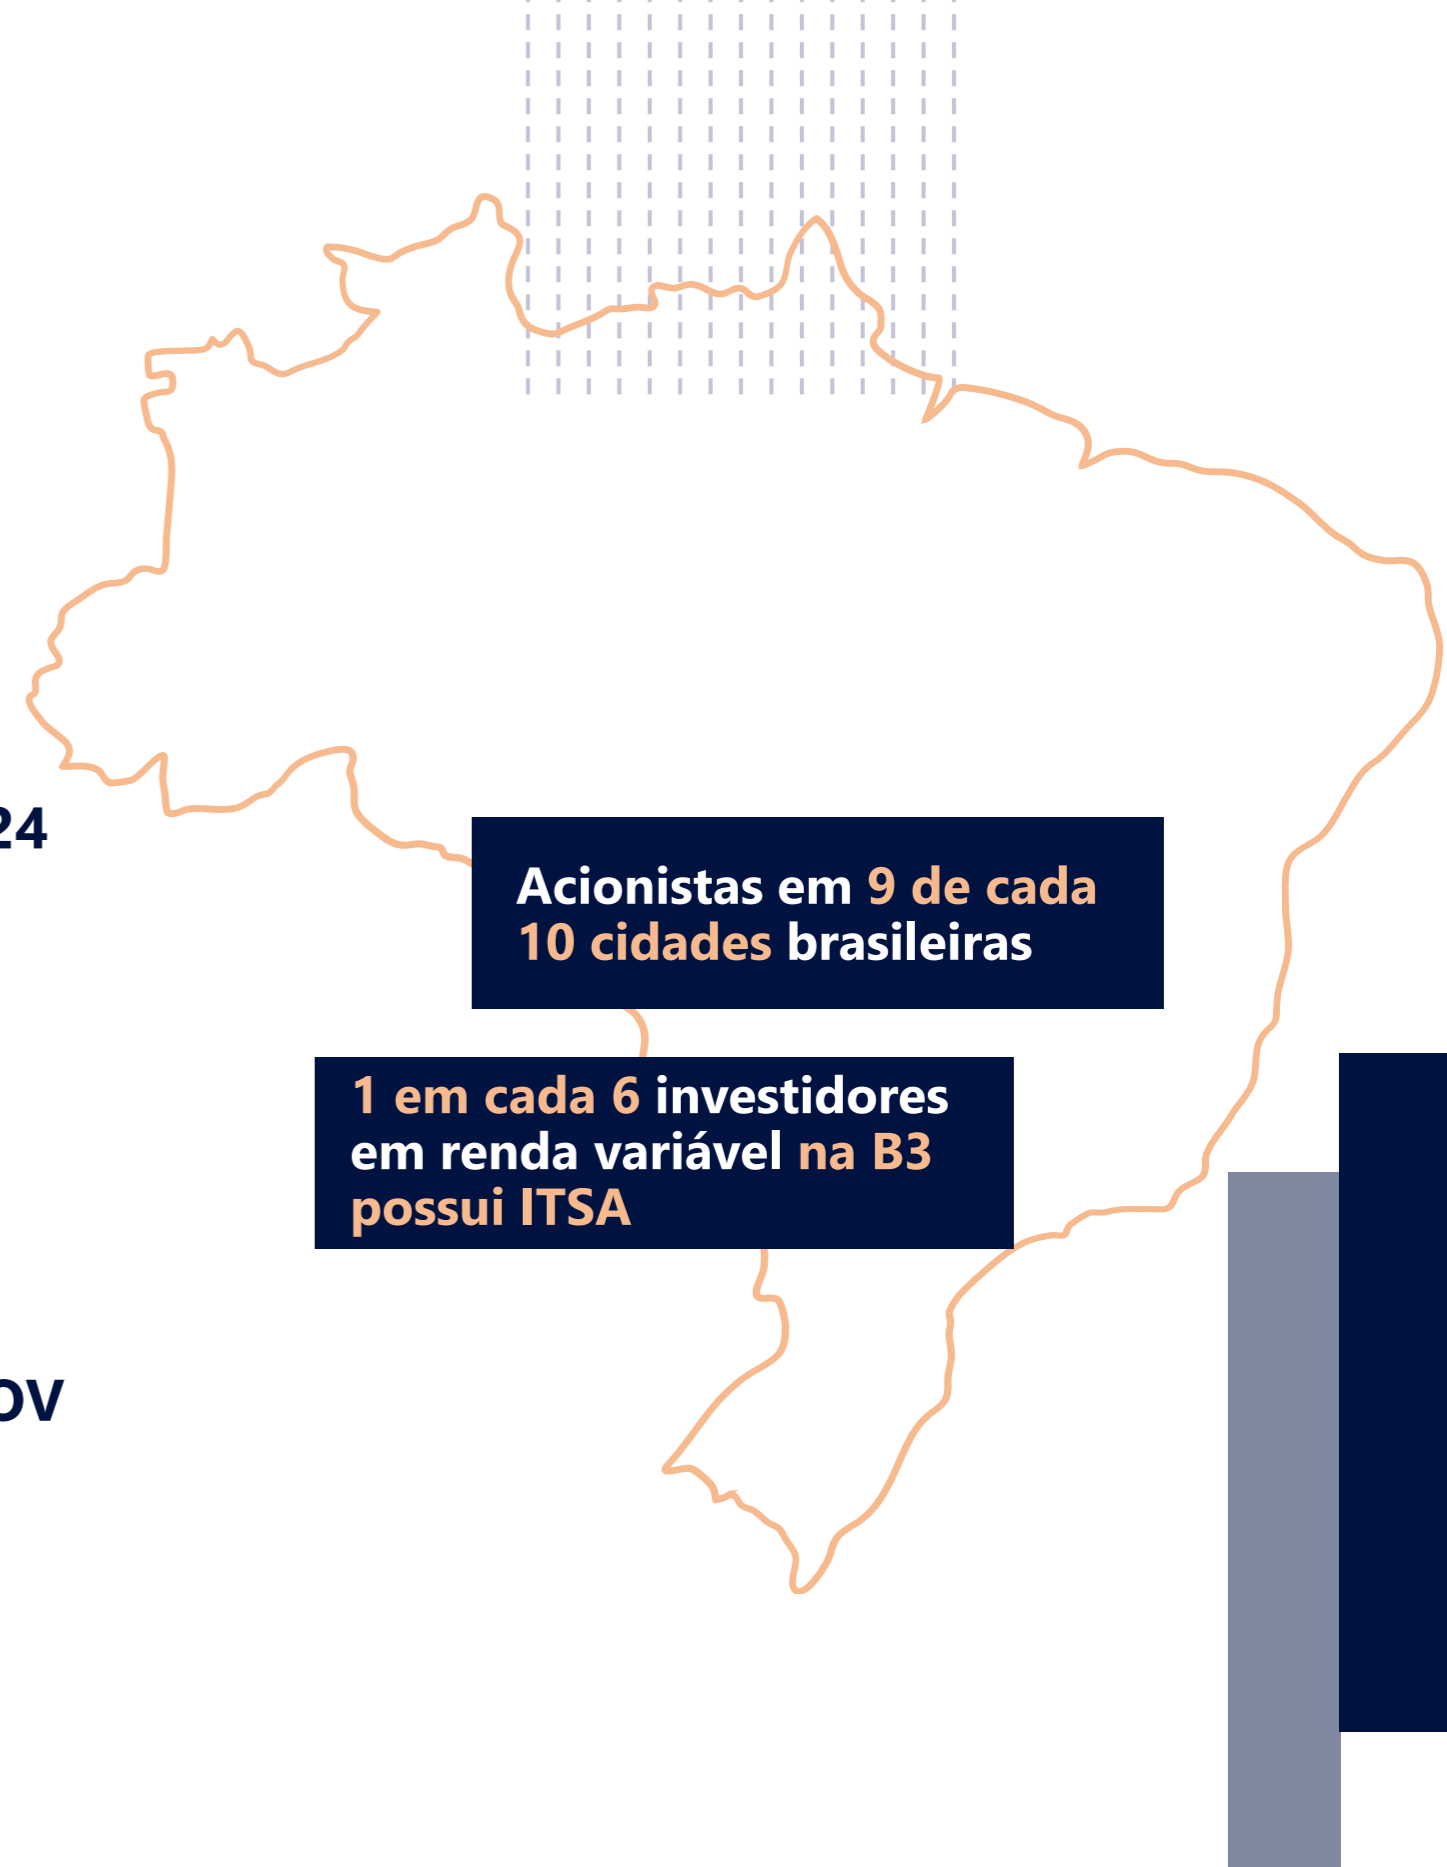 24
Acionistas em 9 de cada
10 cidades brasileiras
1 em cada 6 investidores
em renda variável na B3
possui ITSA
OV